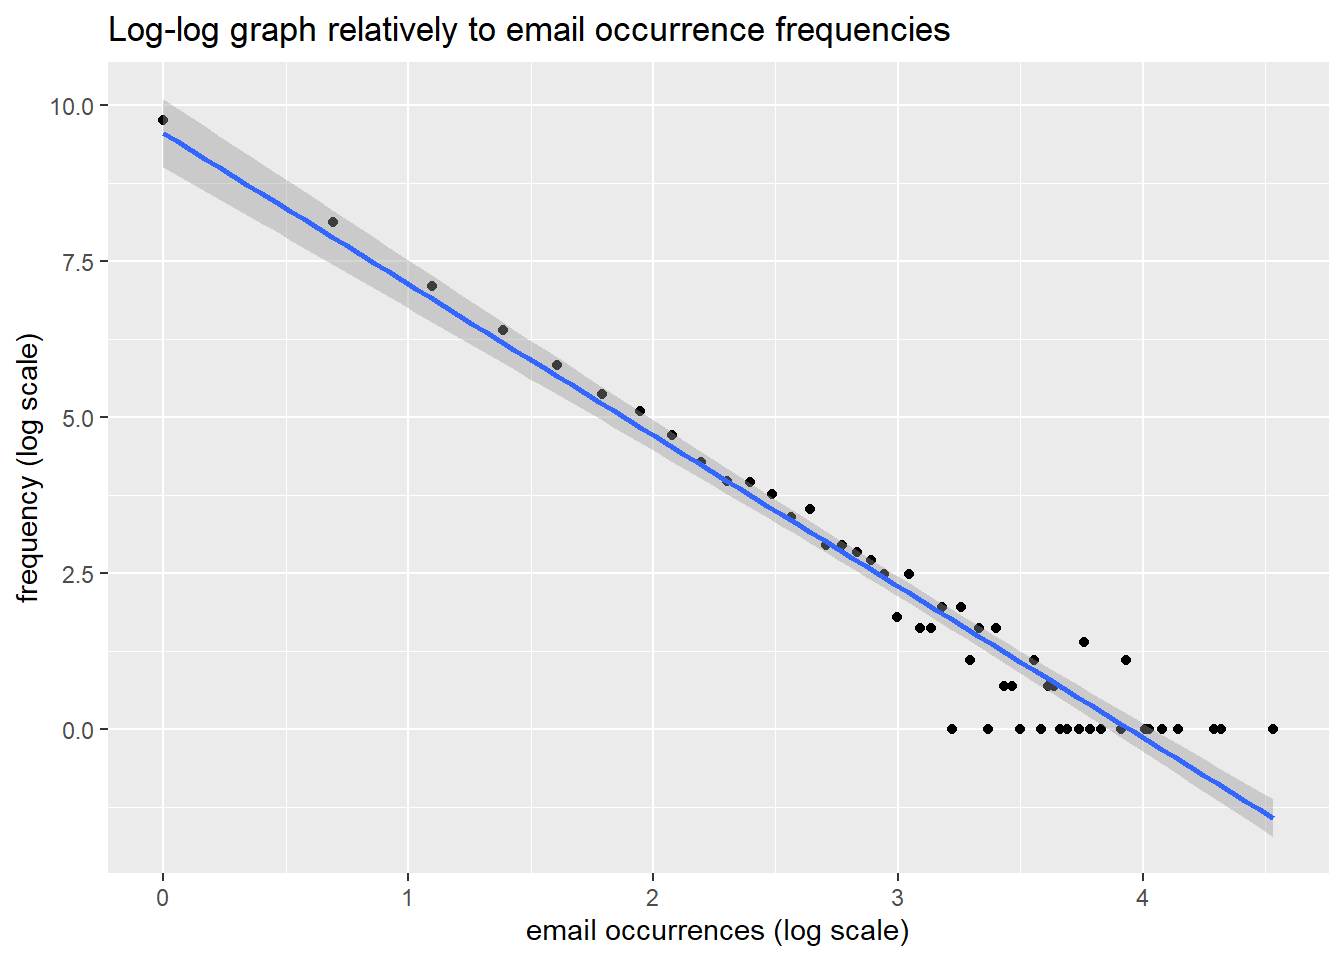 Log-log graph relatively to email occurrence frequencies
10.0
7.5
5.0
2.5
0.0
frequency (log scale)
0 1 2 3 4
email occurrences (log scale)